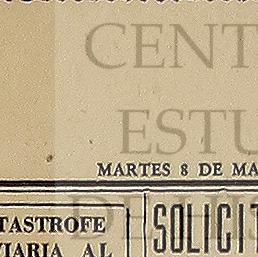 CENT
ESTU
MARTES 8 DE MA
TASTROFE
VIARIA AL
SOLICIT